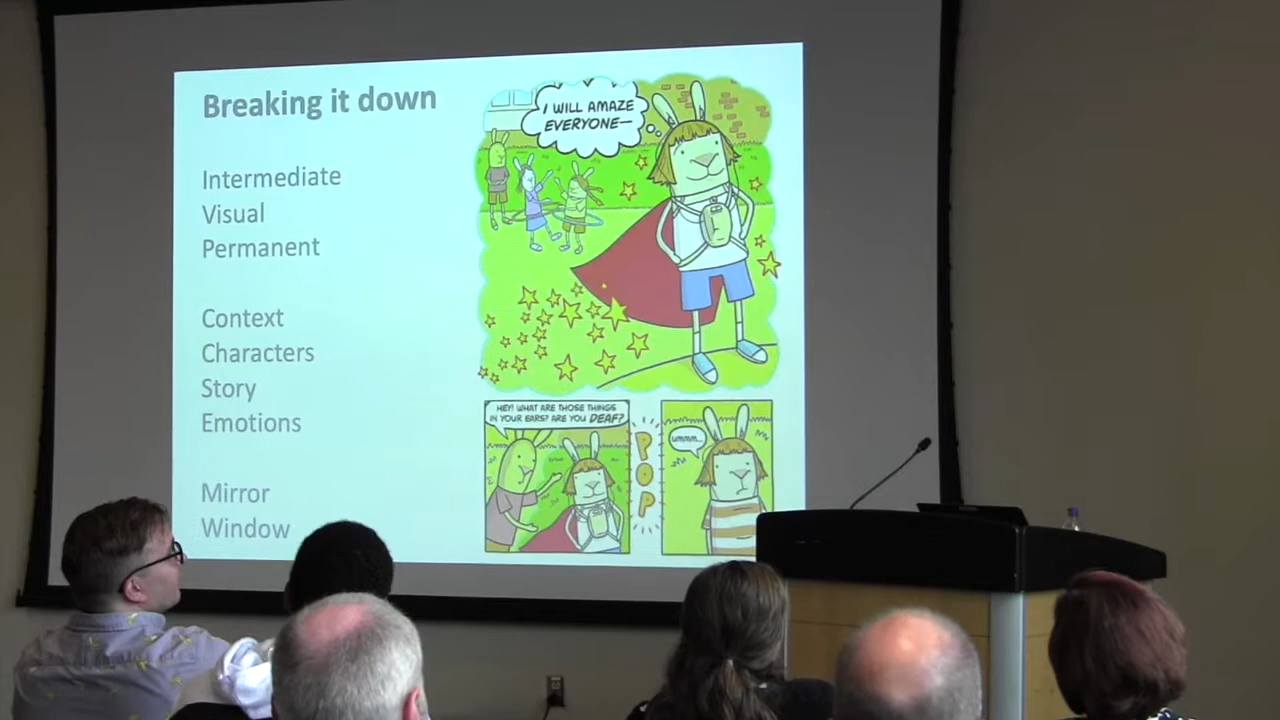 Breaking it down
Intermediate
Visual
Permanent
Context
Characters
Story
Emotions
Mirror
Window
I WILL AMAZE
EVERYONE—
HEY! WHAT ARE THOSE THINGS
IN YOUR EARS? ARE YOU DEAF?
POP
UMMM...